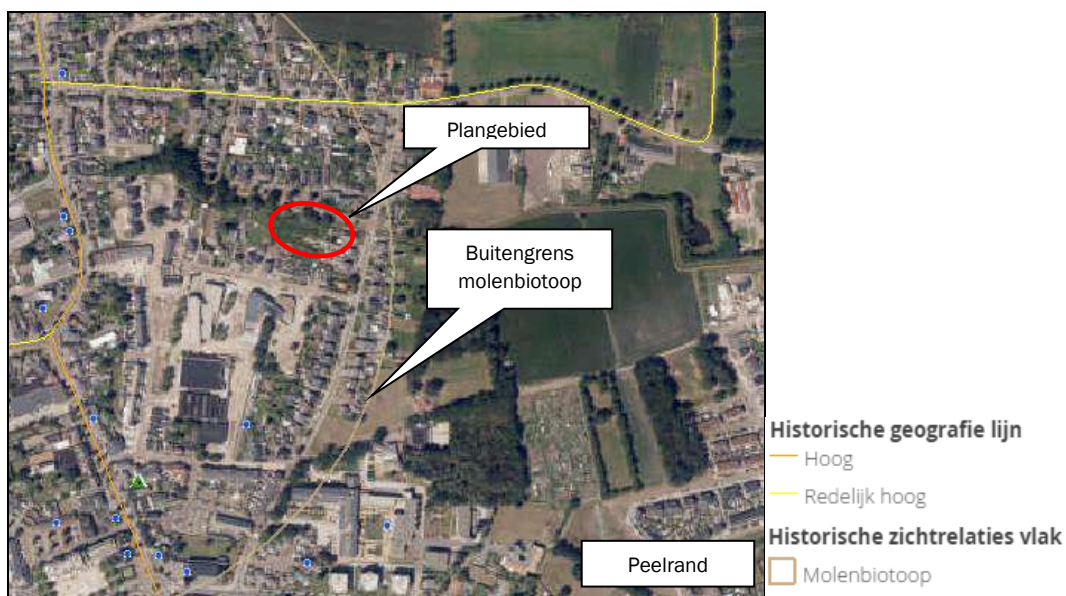 Plangebied
Buitengrens
molenbiotoop
Peelrand
Historische geografie lijn
Hoog
Redelijk hoog
Historische zichtrelaties vlak
Molenbiotoop